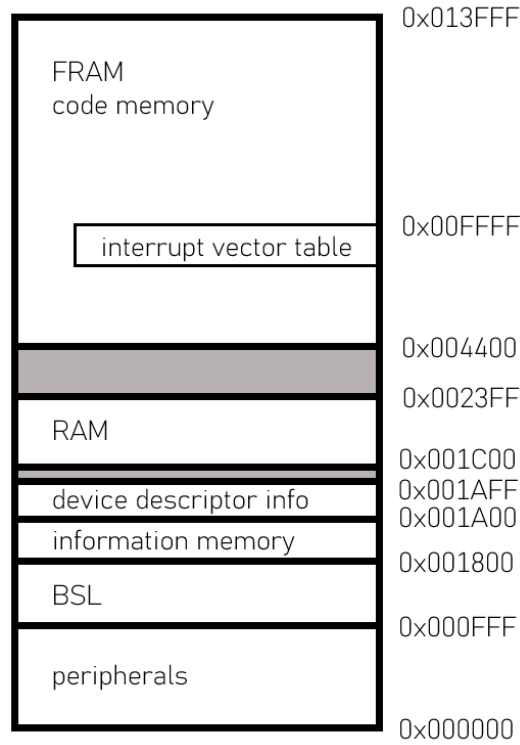 0x013FFF
FRAM
code memory
0x00FFFF
interrupt vector table
0x004400
0x0023FF
RAM
0x001C00
0x001AFF
device descriptor info
0x001A00
information memory
0x001800
BSL
0x000FFF
peripherals
0x000000